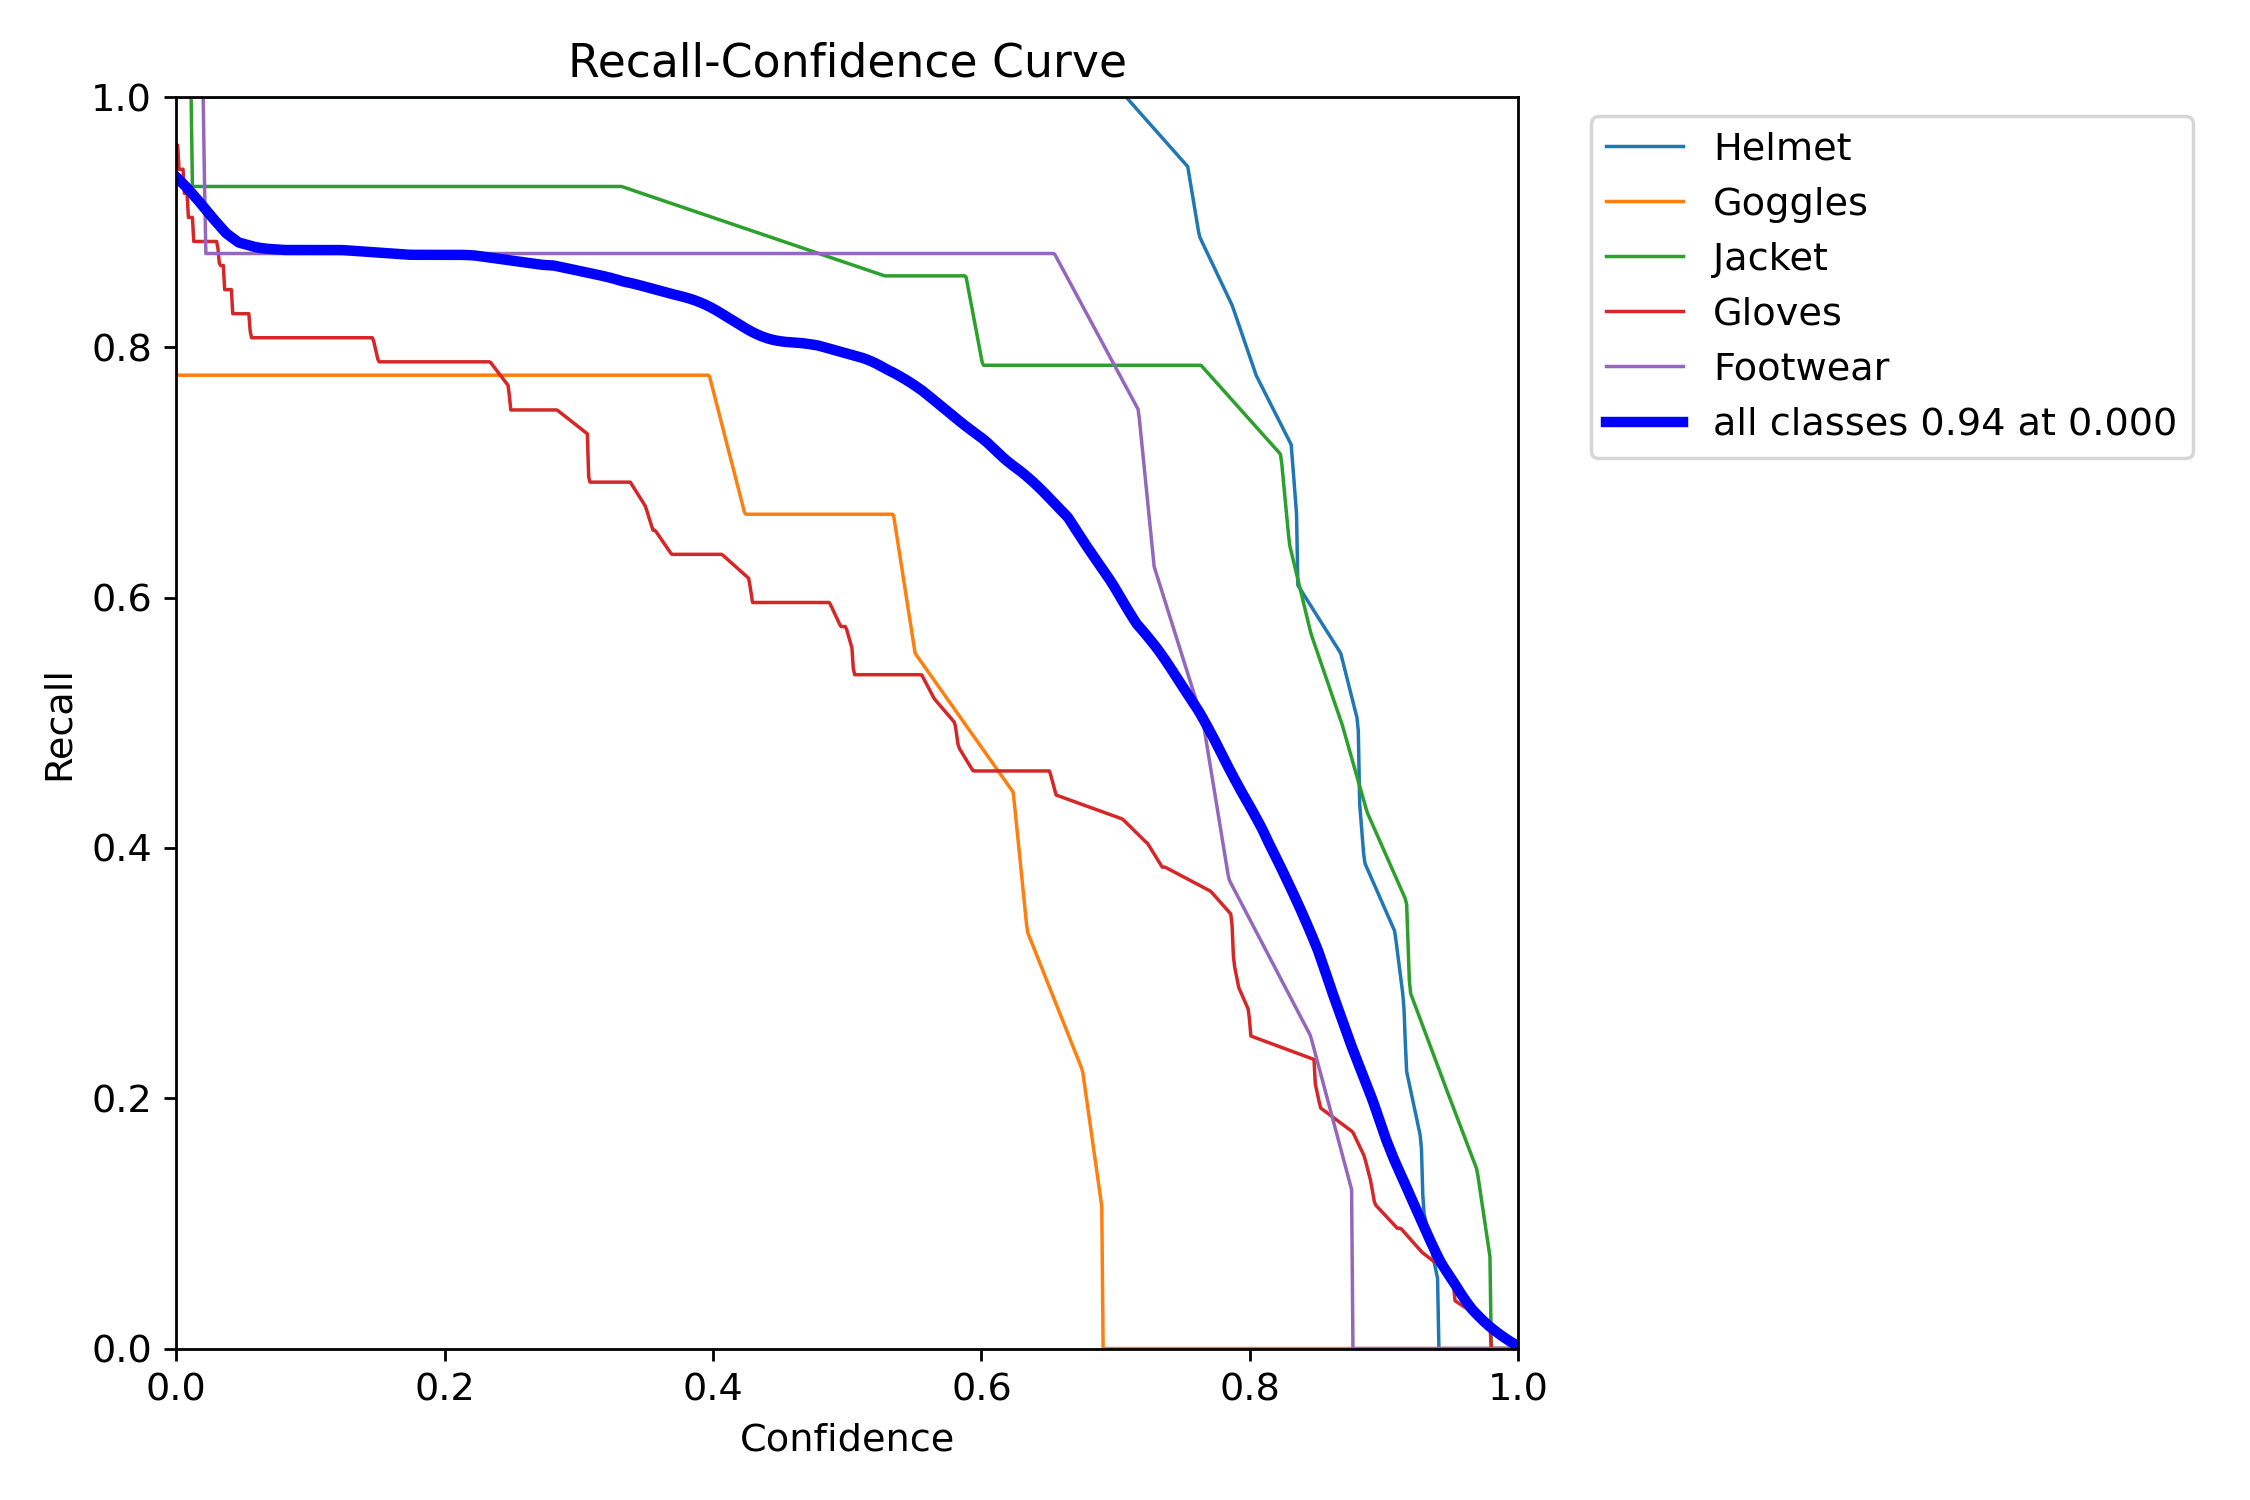 Recall-Confidence Curve
1.0
0.8
0.6
0.4
0.2
0.0
Recall
0.0 0.2 0.4 0.6 0.8 1.0
Confidence
Helmet
Goggles
Jacket
Gloves
Footwear
all classes 0.94 at 0.000